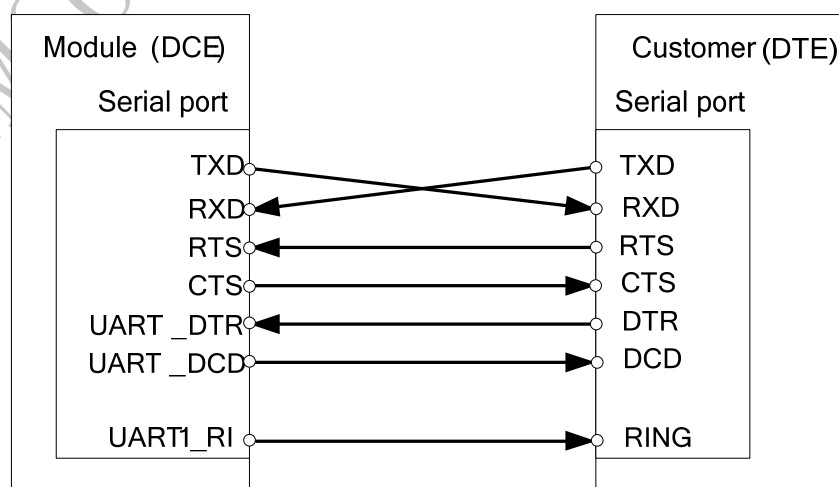 Module (DCE)
Customer (DTE)
Serial port
Serial port
TXD
TXD
RXD
RXD
RTS
RTS
CTS
CTS
UART _DTR
DTR
UART _DCD
DCD
UART1_RI
RING